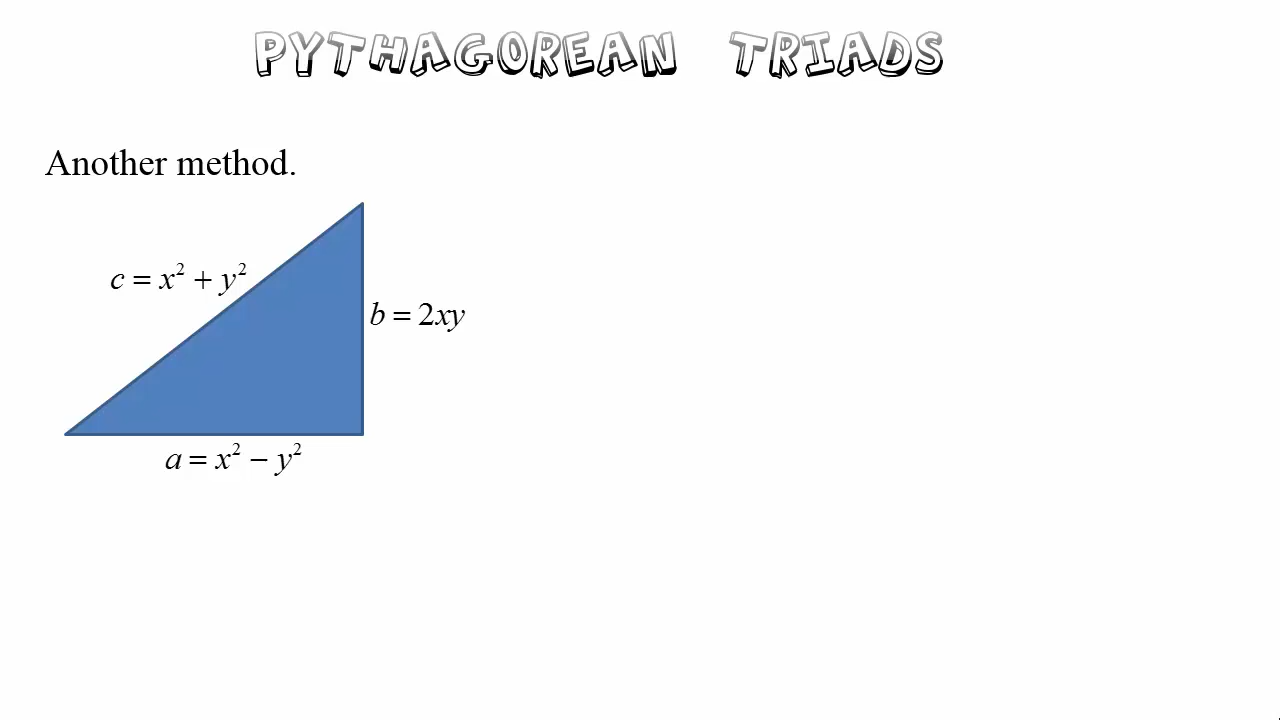 PYTHAGOREAN TRIADS
Another method.
c = x² + y²
b = 2xy
a = x² − y²